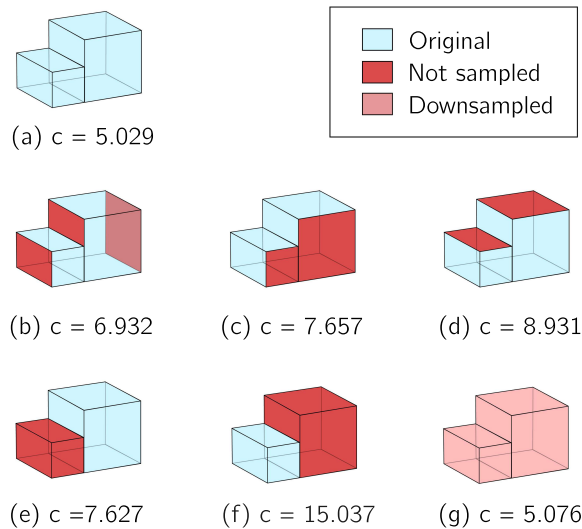 Original
Not sampled
Downsampled
(a) c = 5.029
(b) c = 6.932
(c) c = 7.657
(d) c = 8.931
(e) c =7.627
(f) c = 15.037
(g) c = 5.076